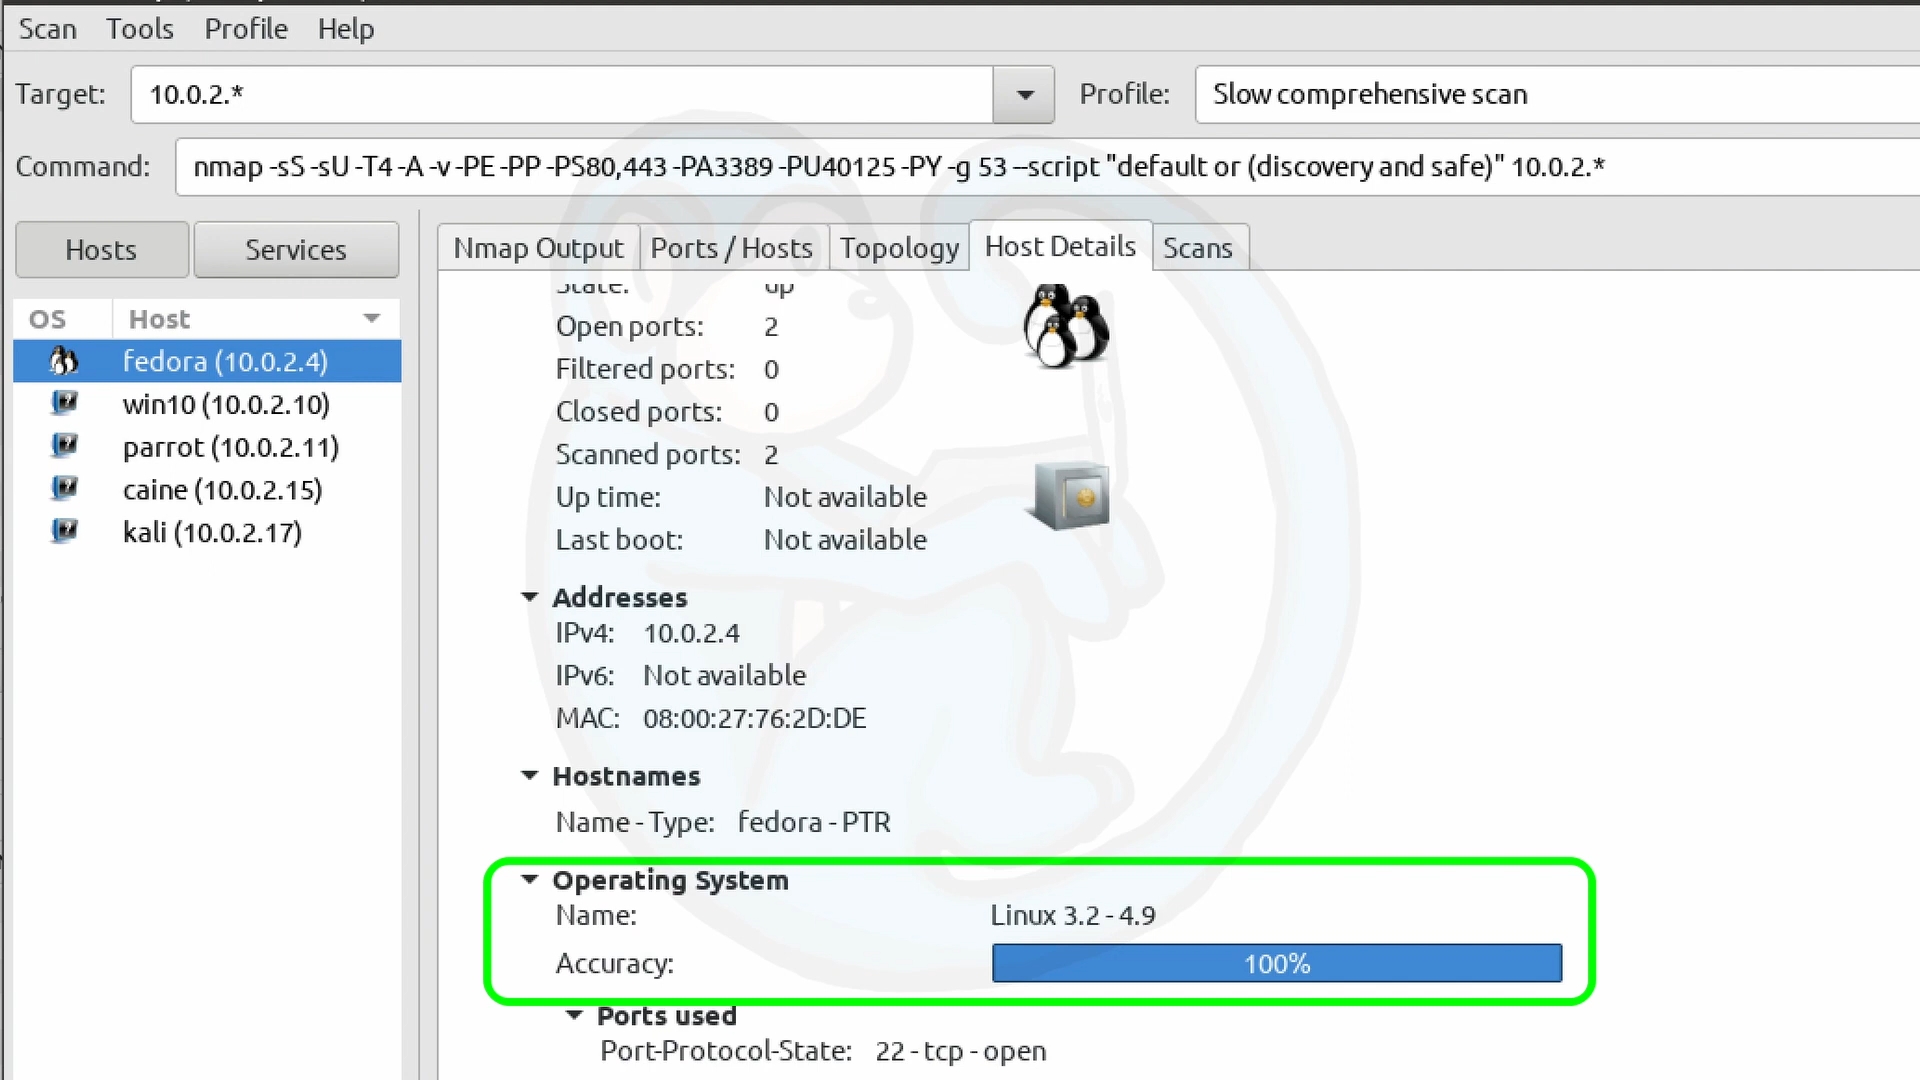 Scan Tools Profile Help
Target: 10.0.2.* Profile: Slow comprehensive scan
Command: nmap -sS -sU -T4 -A -v -PE -PP -PS80,443 -PA3389 -PU40125 -PY -g 53 --script "default or (discovery and safe)" 10.0.2.*
Hosts Services
Nmap Output Ports / Hosts Topology Host Details Scans
OS Host
fedora (10.0.2.4)
win10 (10.0.2.10)
parrot (10.0.2.11)
caine (10.0.2.15)
kali (10.0.2.17)
State: up
Open ports: 2
Filtered ports: 0
Closed ports: 0
Scanned ports: 2
Up time: Not available
Last boot: Not available
Addresses
IPv4: 10.0.2.4
IPv6: Not available
MAC: 08:00:27:76:2D:DE
Hostnames
Name - Type: fedora - PTR
Operating System
Name: Linux 3.2 - 4.9
Accuracy: 100%
Ports used
Port-Protocol-State: 22 - tcp - open